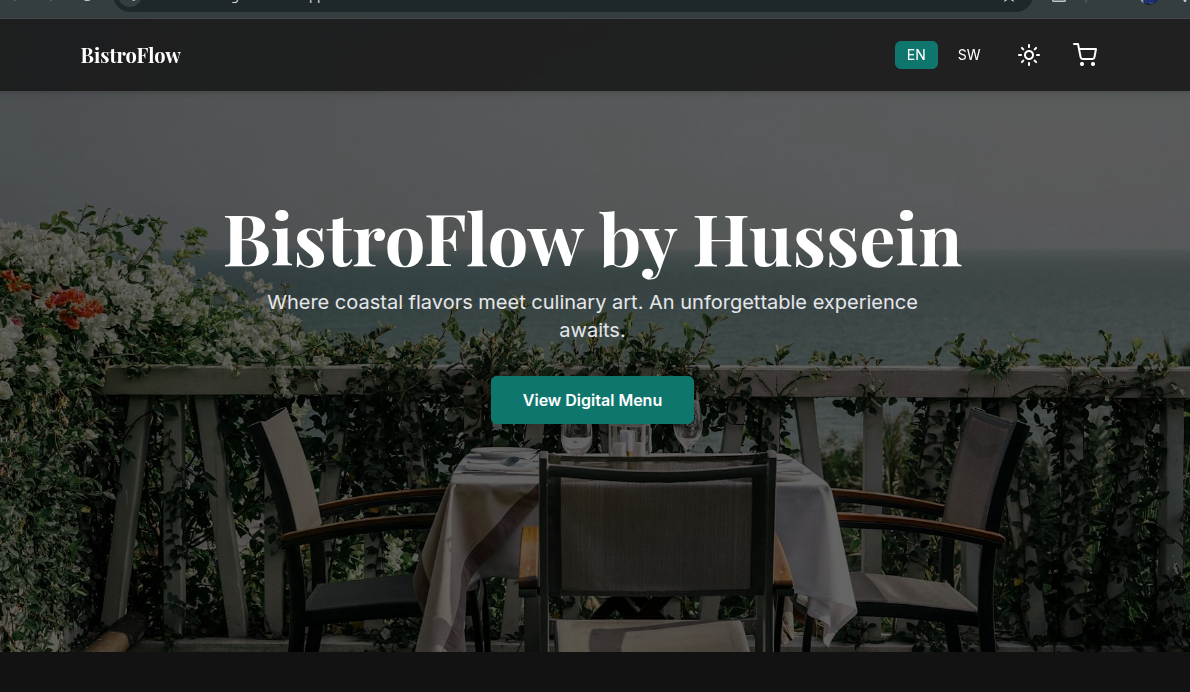 BistroFlow
EN
SW
BistroFlow by Hussein
Where coastal flavors meet culinary art. An unforgettable experience
awaits.
View Digital Menu